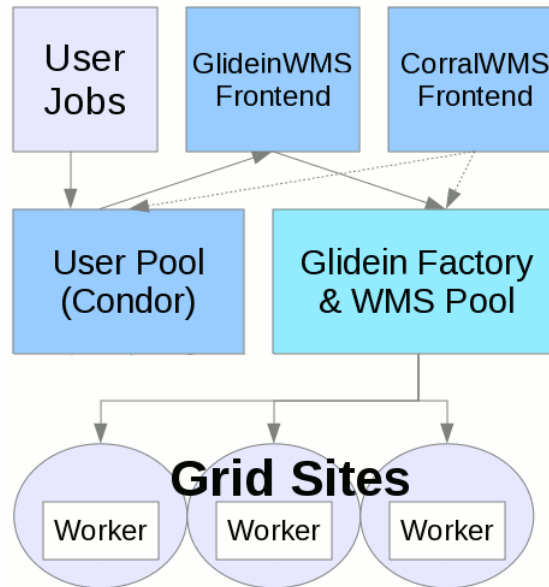 User
Jobs
GlideinWMS
Frontend
CorralWMS
Frontend
User Pool
(Condor)
Glidein Factory
& WMS Pool
Grid Sites
Worker
Worker
Worker